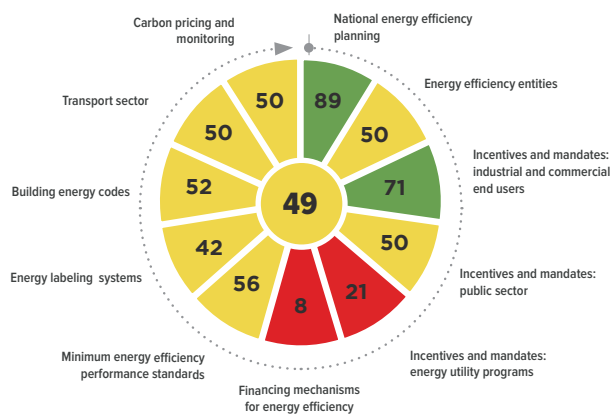 National energy efficiency
planning
Energy efficiency entities
Incentives and mandates:
industrial and commercial
end users
Incentives and mandates:
public sector
Incentives and mandates:
energy utility programs
Financing mechanisms
for energy efficiency
Minimum energy efficiency
performance standards
Energy labeling systems
Building energy codes
Transport sector
Carbon pricing and
monitoring
89
50
71
50
21
8
56
42
52
50
50
49